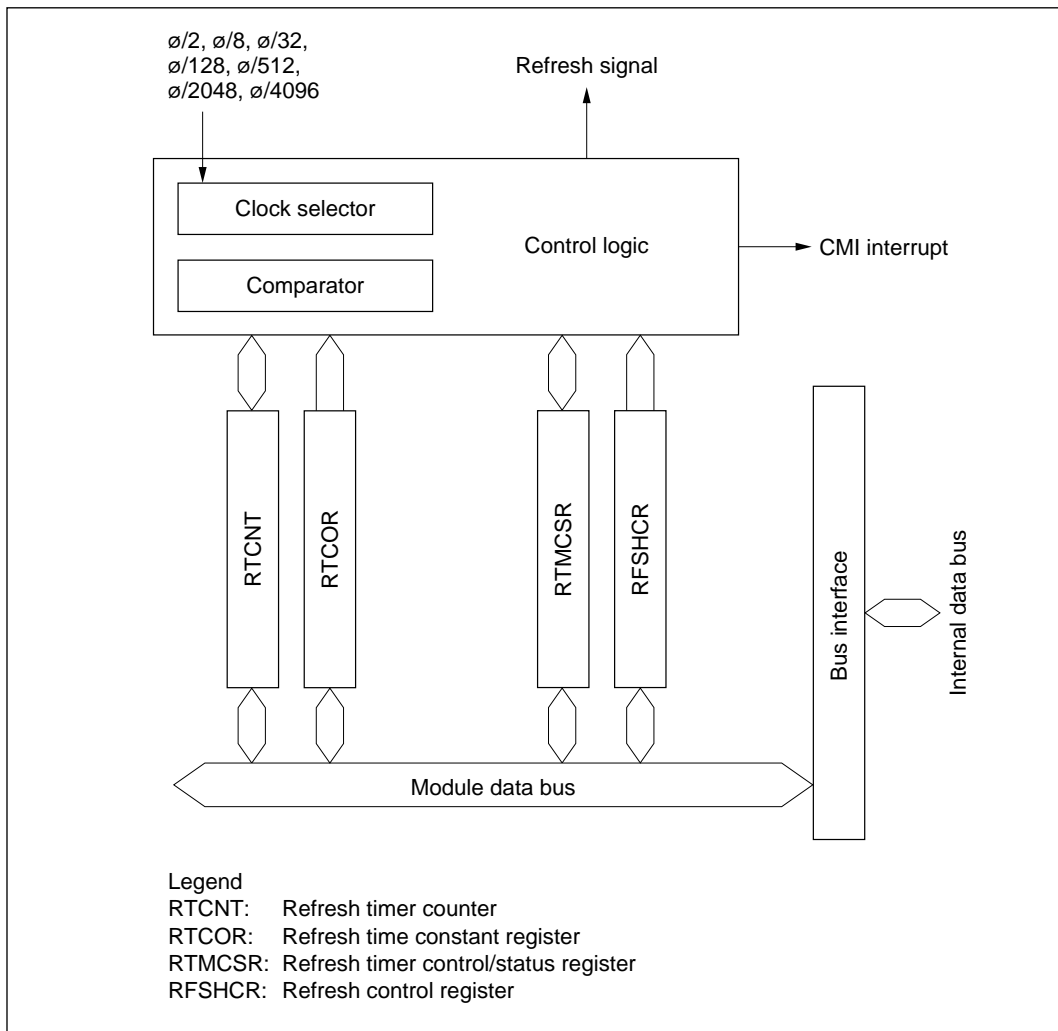 ø/2, ø/8, ø/32,
ø/128, ø/512,
ø/2048, ø/4096
Refresh signal
Clock selector
Control logic
CMI interrupt
Comparator
RTCNT
RTCOR
RTMCSR
RFSHCR
Bus interface
Internal data bus
Module data bus
Legend
RTCNT: Refresh timer counter
RTCOR: Refresh time constant register
RTMCSR: Refresh timer control/status register
RFSHCR: Refresh control register